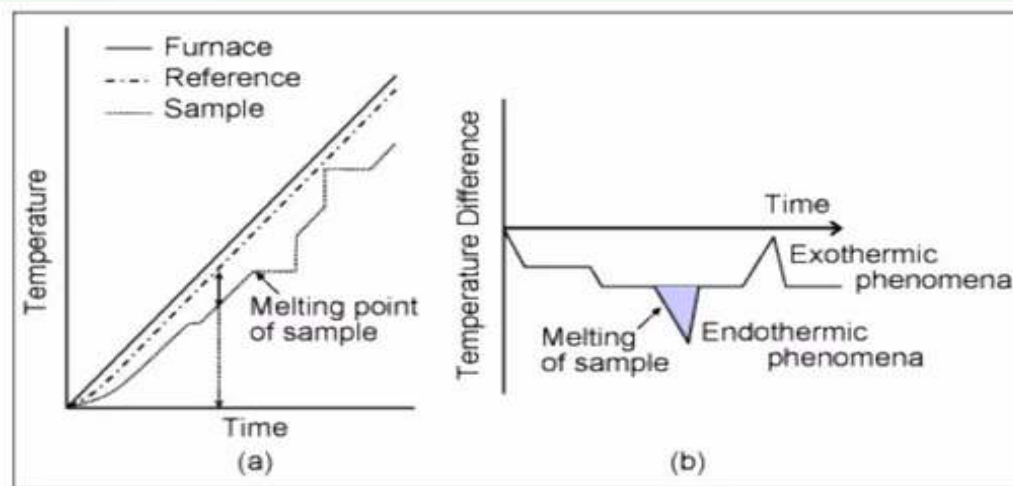 Furnace
Reference
Sample
Temperature
Melting point
of sample
Time
(a)
Temperature Difference
Time
Exothermic
phenomena
Melting
of sample
Endothermic
phenomena
(b)